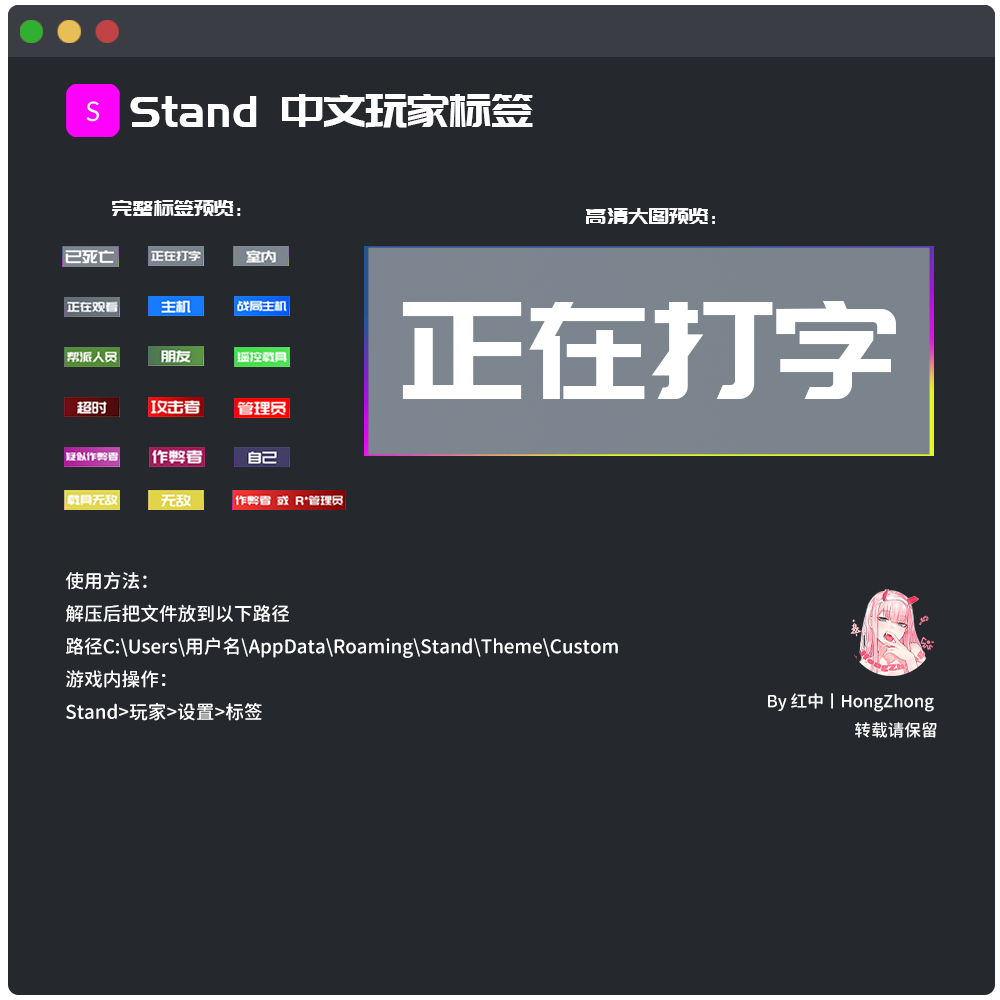 S
Stand 中文玩家标签
完整标签预览：
高清大图预览：
已死亡 正在打字 室内
正在观看 主机 战局主机
帮派人员 朋友 遥控载具
超时 攻击者 管理员
疑似作弊者 作弊者 自己
载具无敌 无敌 作弊者 或 R*管理员
正在打字
使用方法：
解压后把文件放到以下路径
路径C:\Users\用户名\AppData\Roaming\Stand\Theme\Custom
游戏内操作：
Stand>玩家>设置>标签
HongZhong
By 红中丨HongZhong
转载请保留